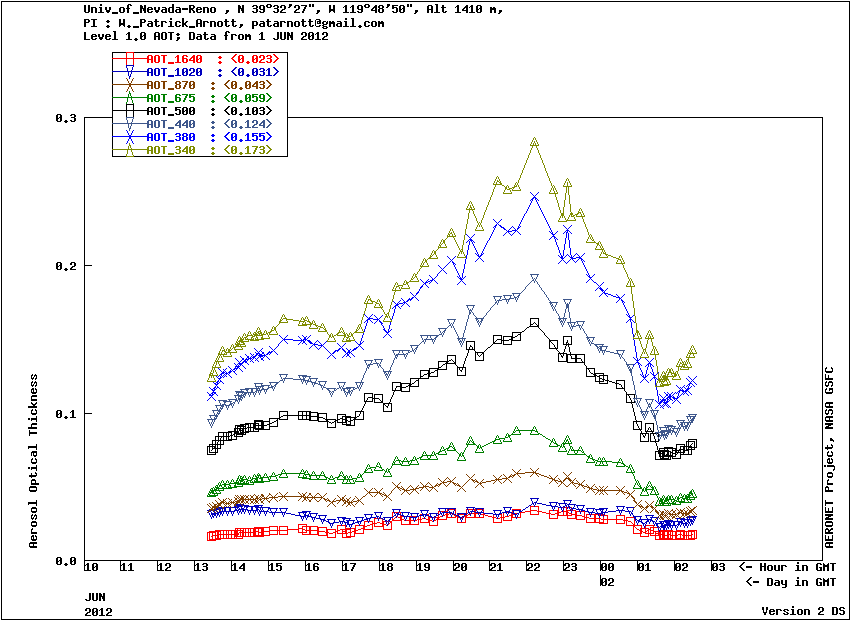 Univ_of_Nevada-Reno , N 39°32'27", W 119°48'50", Alt 1410 m,
PI : W._Patrick_Arnott, patarnott@gmail.com
Level 1.0 AOT; Data from 1 JUN 2012
AOT_1640 : <0.023>
AOT_1020 : <0.031>
AOT_870 : <0.043>
AOT_675 : <0.059>
AOT_500 : <0.103>
AOT_440 : <0.124>
AOT_380 : <0.155>
AOT_340 : <0.173>
0.3
0.2
0.1
0.0
Aerosol Optical Thickness
AERONET Project, NASA GSFC
10 11 12 13 14 15 16 17 18 19 20 21 22 23 00 01 02 03 <- Hour in GMT
02 <- Day in GMT
JUN
2012
Version 2 DS